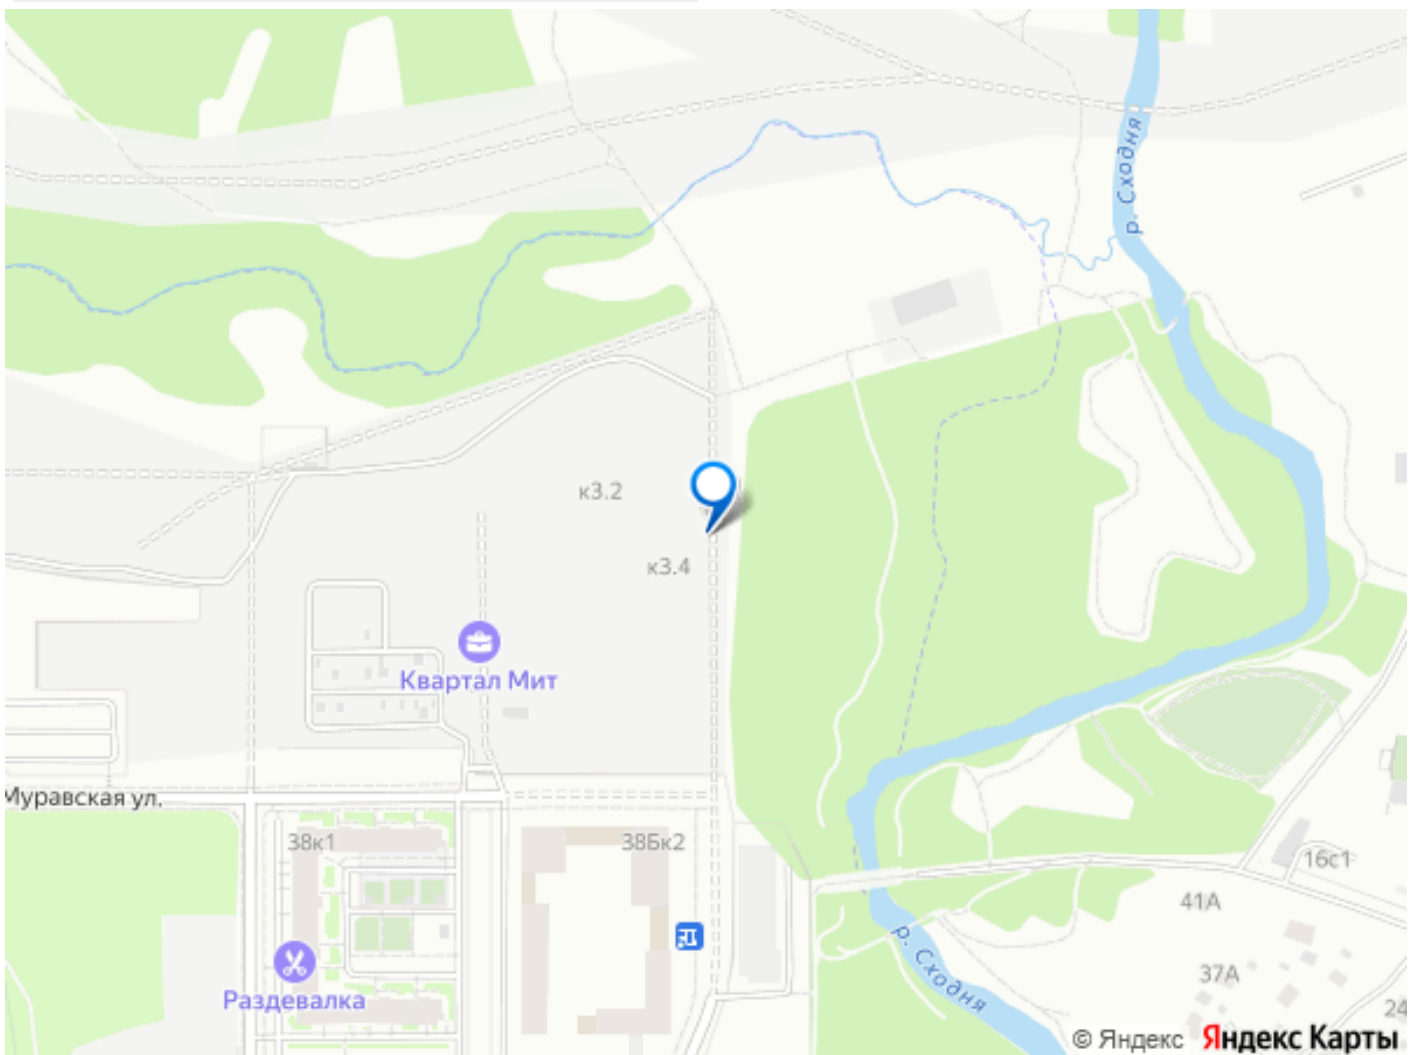 р. Сходня
к3.2
к3.4
Квартал Мит
Муравская ул.
38к1
38Бк2
16с1
41А
р. Сходня
37А
Раздевалка
24
© Яндекс Яндекс Карты